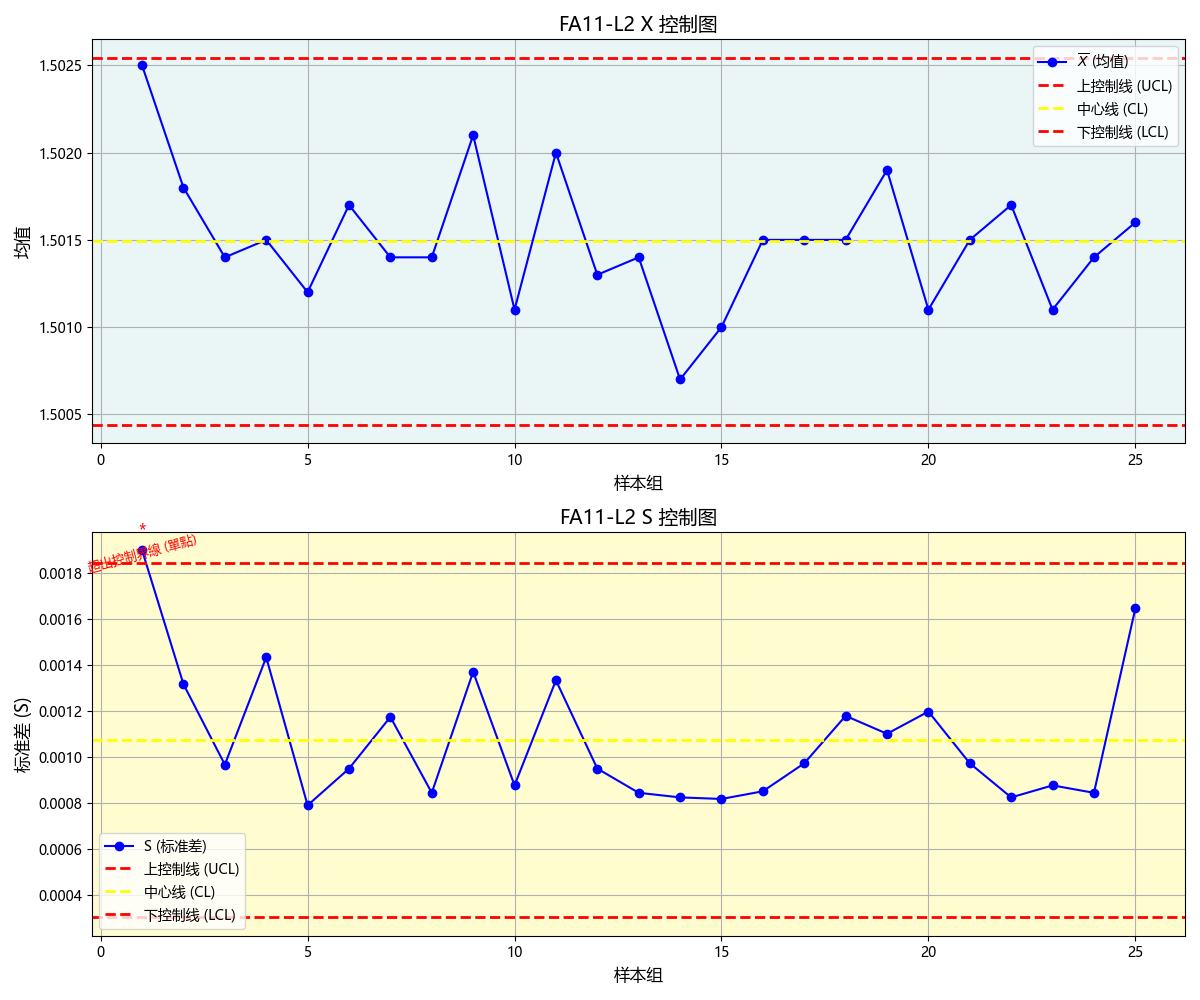 FA11-L2 X 控制图
均值
1.5025
1.5020
1.5015
1.5010
1.5005
X (均值)
上控制线 (UCL)
中心线 (CL)
下控制线 (LCL)
0 5 10 15 20 25
样本组
FA11-L2 S 控制图
*
超出控制界線 (單點)
标准差 (S)
0.0018
0.0016
0.0014
0.0012
0.0010
0.0008
0.0006
0.0004
S (标准差)
上控制线 (UCL)
中心线 (CL)
下控制线 (LCL)
0 5 10 15 20 25
样本组